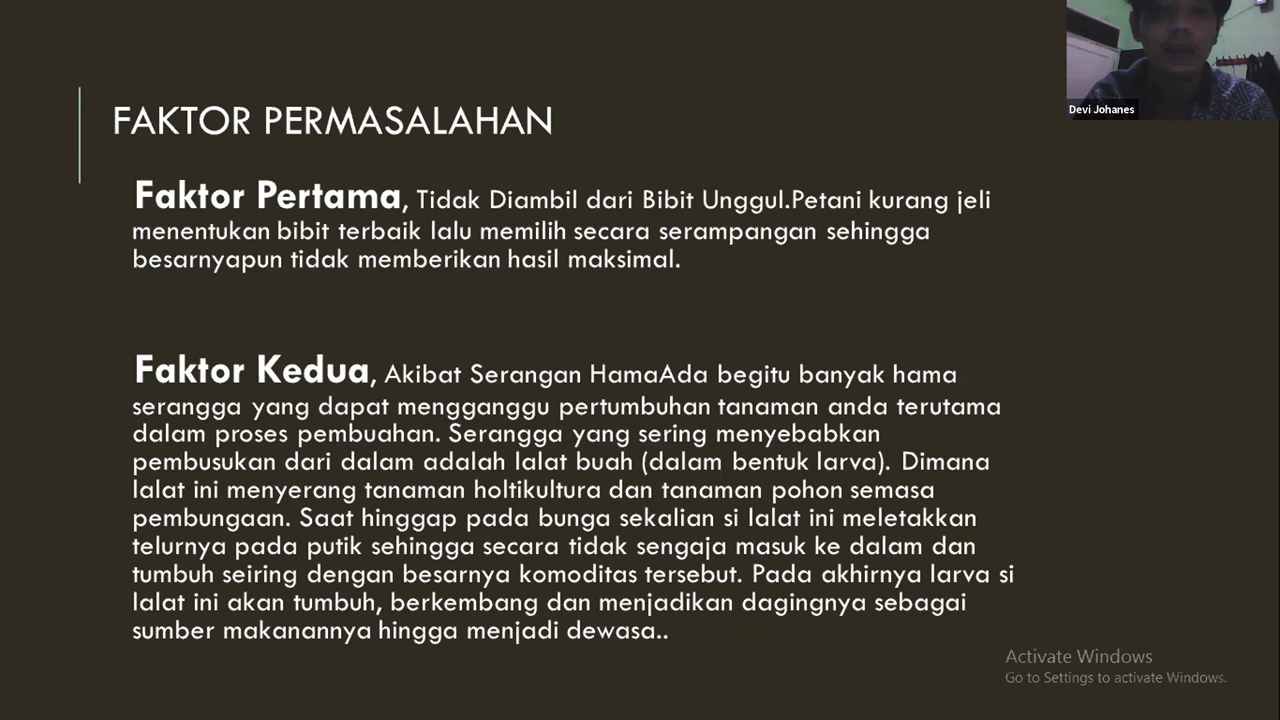 Devi Johanes
FAKTOR PERMASALAHAN
Faktor Pertama, Tidak Diambil dari Bibit Unggul.Petani kurang jeli
menentukan bibit terbaik lalu memilih secara serampangan sehingga
besarnyapun tidak memberikan hasil maksimal.
Faktor Kedua, Akibat Serangan HamaAda begitu banyak hama
serangga yang dapat mengganggu pertumbuhan tanaman anda terutama
dalam proses pembuahan. Serangga yang sering menyebabkan
pembusukan dari dalam adalah lalat buah (dalam bentuk larva). Dimana
lalat ini menyerang tanaman holtikultura dan tanaman pohon semasa
pembungaan. Saat hinggap pada bunga sekalian si lalat ini meletakkan
telurnya pada putik sehingga secara tidak sengaja masuk ke dalam dan
tumbuh seiring dengan besarnya komoditas tersebut. Pada akhirnya larva si
lalat ini akan tumbuh, berkembang dan menjadikan dagingnya sebagai
sumber makanannya hingga menjadi dewasa..
Activate Windows
Go to Settings to activate Windows.